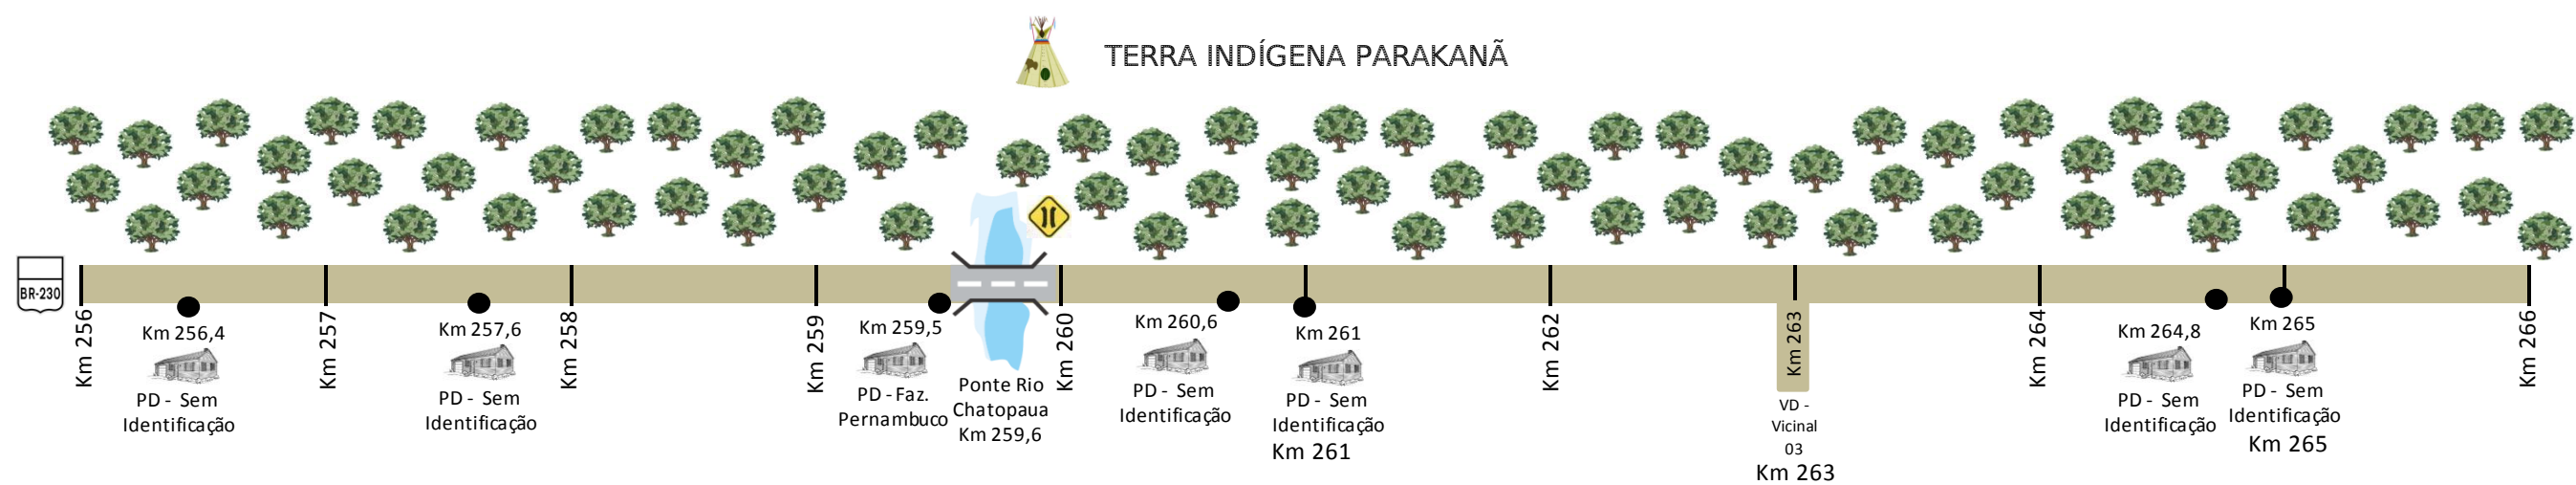 TERRA INDÍGENA PARAKANÃ
BR-230
Km 256
Km 256,4
PD - Sem
Identificação
Km 257
Km 257,6
PD - Sem
Identificação
Km 258
Km 259
Km 259,5
PD - Faz.
Pernambuco
Ponte Rio
Chatopaua
Km 259,6
Km 260
Km 260,6
PD - Sem
Identificação
Km 261
PD - Sem
Identificação
Km 261
Km 262
Km 263
VD -
Vicinal
03
Km 263
Km 264
Km 264,8
PD - Sem
Identificação
Km 265
PD - Sem
Identificação
Km 265
Km 266